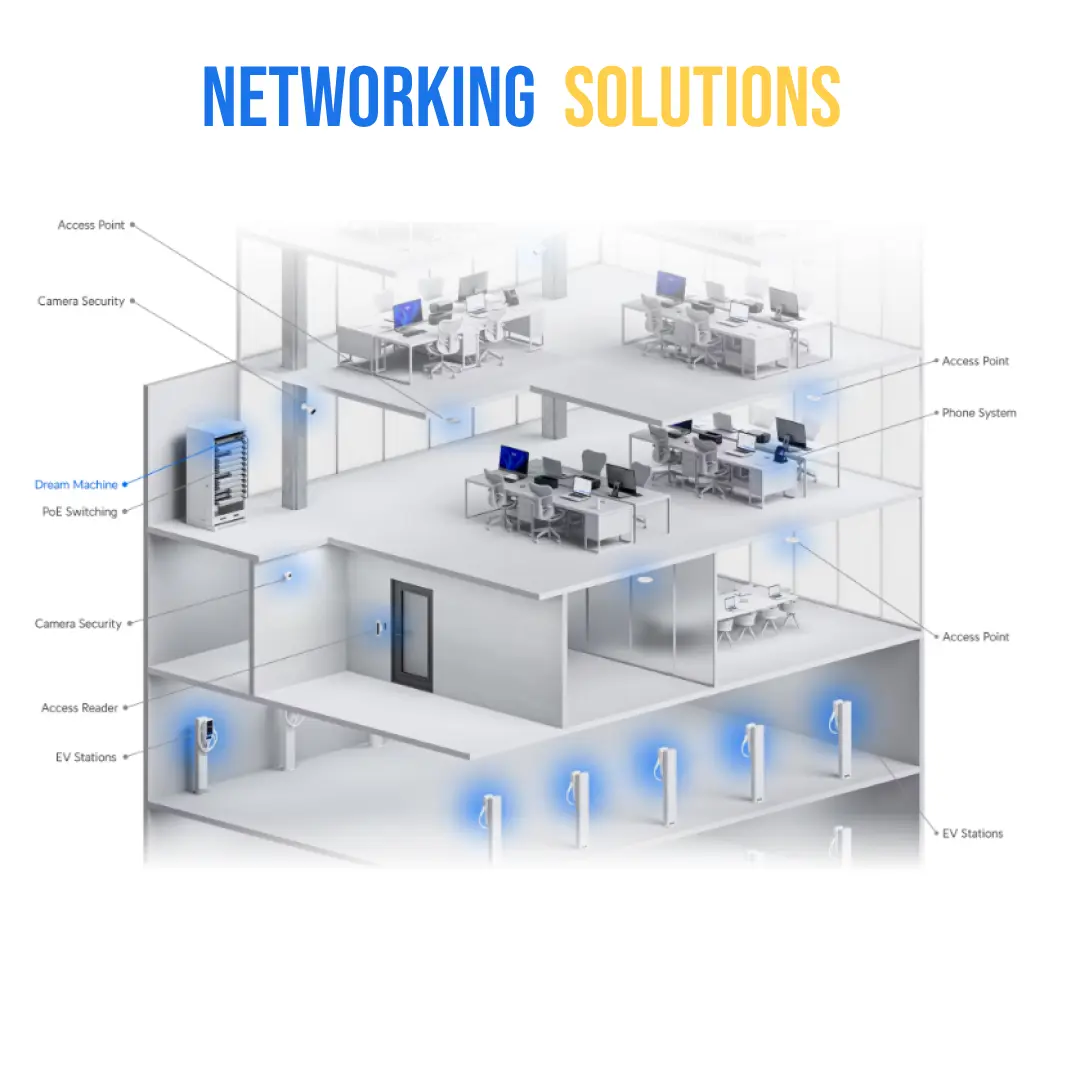 NETWORKING SOLUTIONS
Access Point
Camera Security
Access Point
Phone System
Dream Machine
PoE Switching
Camera Security
Access Point
Access Reader
EV Stations
EV Stations